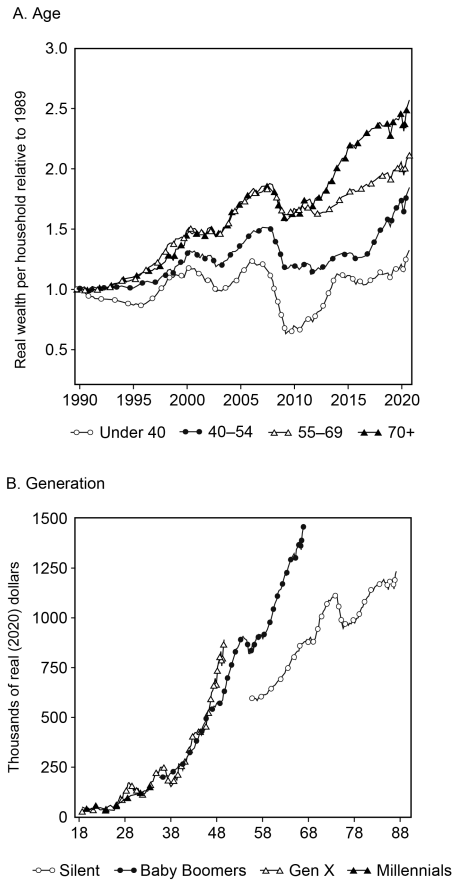 A. Age
Real wealth per household relative to 1989
3.0
2.5
2.0
1.5
1.0
0.5
1990 1995 2000 2005 2010 2015 2020
Under 40 40–54 55–69 70+
B. Generation
Thousands of real (2020) dollars
1500
1250
1000
750
500
250
0
18 28 38 48 58 68 78 88
Silent Baby Boomers Gen X Millennials